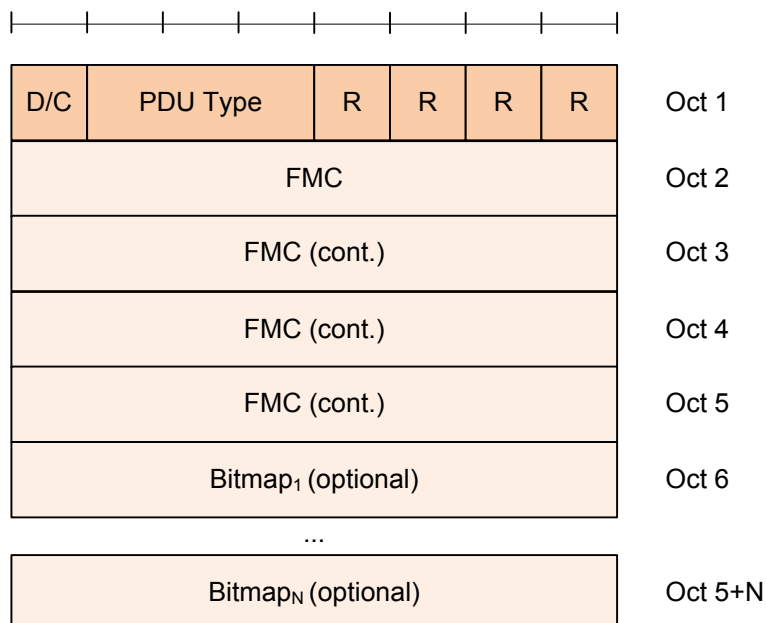 D/C PDU Type R R R R Oct 1
FMC Oct 2
FMC (cont.) Oct 3
FMC (cont.) Oct 4
FMC (cont.) Oct 5
Bitmap₁ (optional) Oct 6
...
Bitmap_N (optional) Oct 5+N